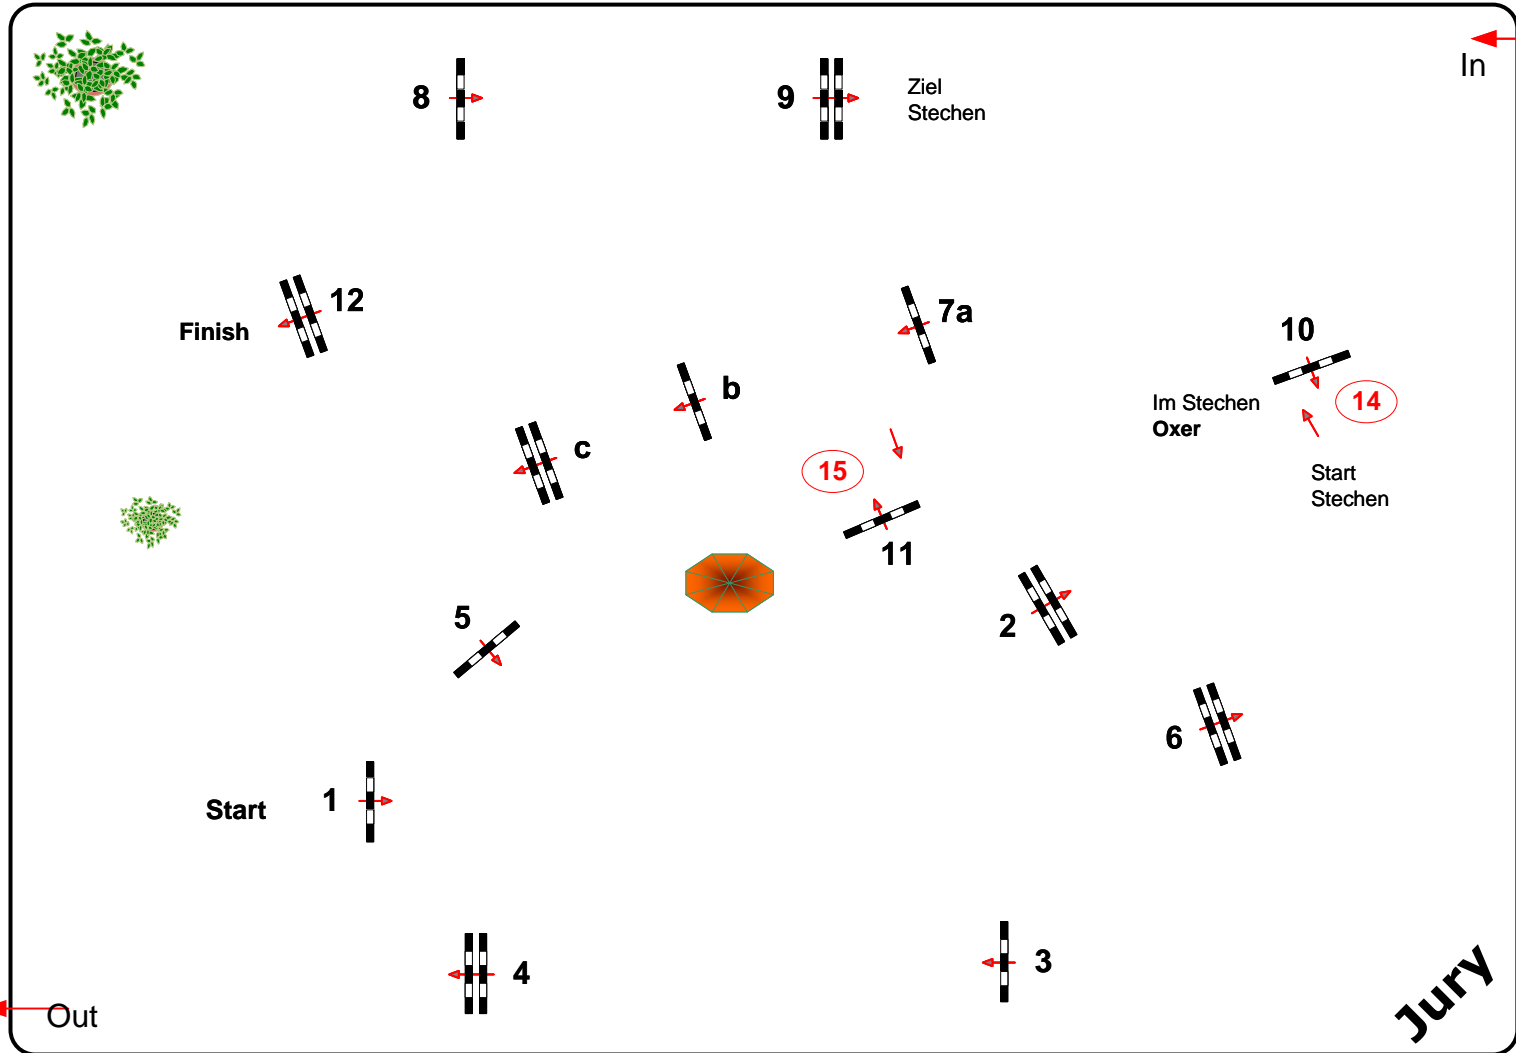 In
8
9
Ziel
Stechen
12
Finish
7a
10
b
Im Stechen
Oxer
14
c
15
Start
Stechen
11
5
2
6
Start
1
4
3
Jury
Out